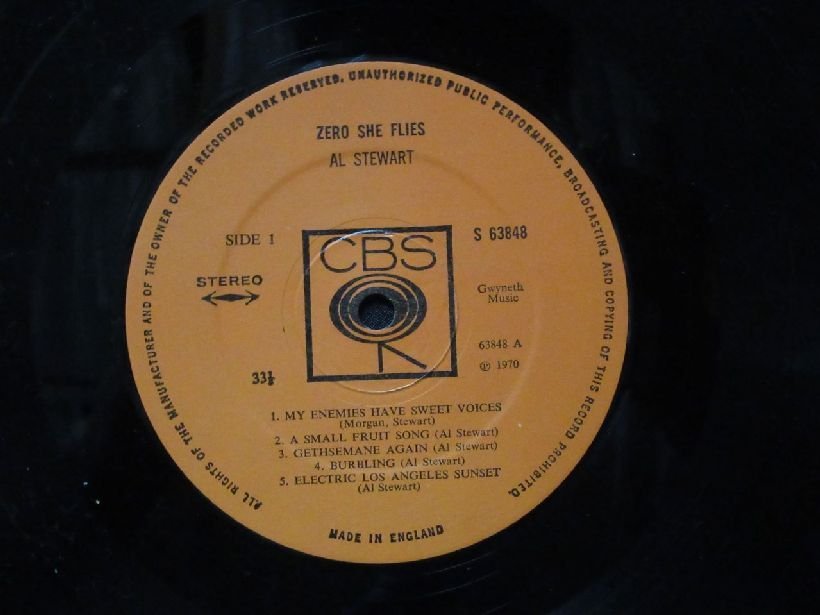 ALL RIGHTS OF THE MANUFACTURER AND OF THE OWNER OF THE RECORDED WORK RESERVED. UNAUTHORIZED PUBLIC PERFORMANCE, BROADCASTING AND COPYING OF THIS RECORD PROHIBITED.
ZERO SHE FLIES
AL STEWART
SIDE 1
S 63848
CBS
STEREO
Gwyneth
Music
63848 A
℗ 1970
33⅓
1. MY ENEMIES HAVE SWEET VOICES
(Morgan, Stewart)
2. A SMALL FRUIT SONG (Al Stewart)
3. GETHSEMANE AGAIN (Al Stewart)
4. BURBLING (Al Stewart)
5. ELECTRIC LOS ANGELES SUNSET
(Al Stewart)
MADE IN ENGLAND